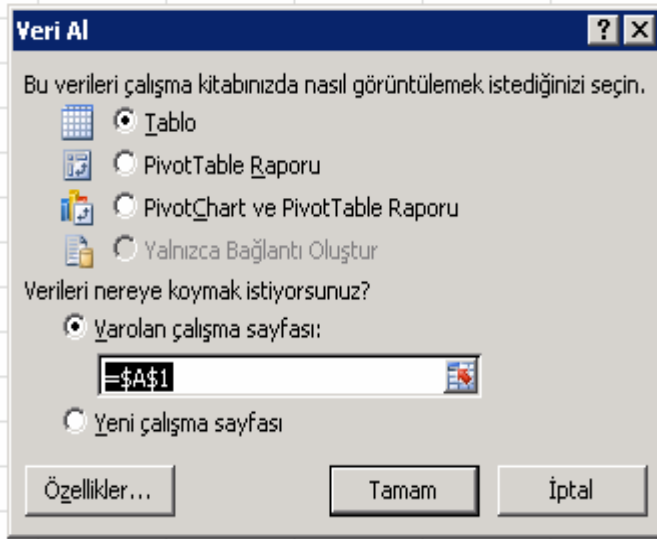 Veri Al
Bu verileri çalışma kitabınızda nasıl görüntülemek istediğinizi seçin.
Tablo
PivotTable Raporu
PivotChart ve PivotTable Raporu
Yalnızca Bağlantı Oluştur
Verileri nereye koymak istiyorsunuz?
Varolan çalışma sayfası:
=$A$1
Yeni çalışma sayfası
Özellikler... Tamam İptal